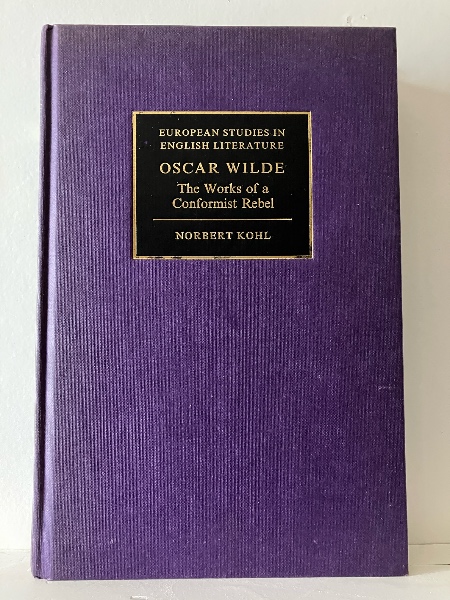 EUROPEAN STUDIES IN
ENGLISH LITERATURE
OSCAR WILDE
The Works of a
Conformist Rebel
NORBERT KOHL